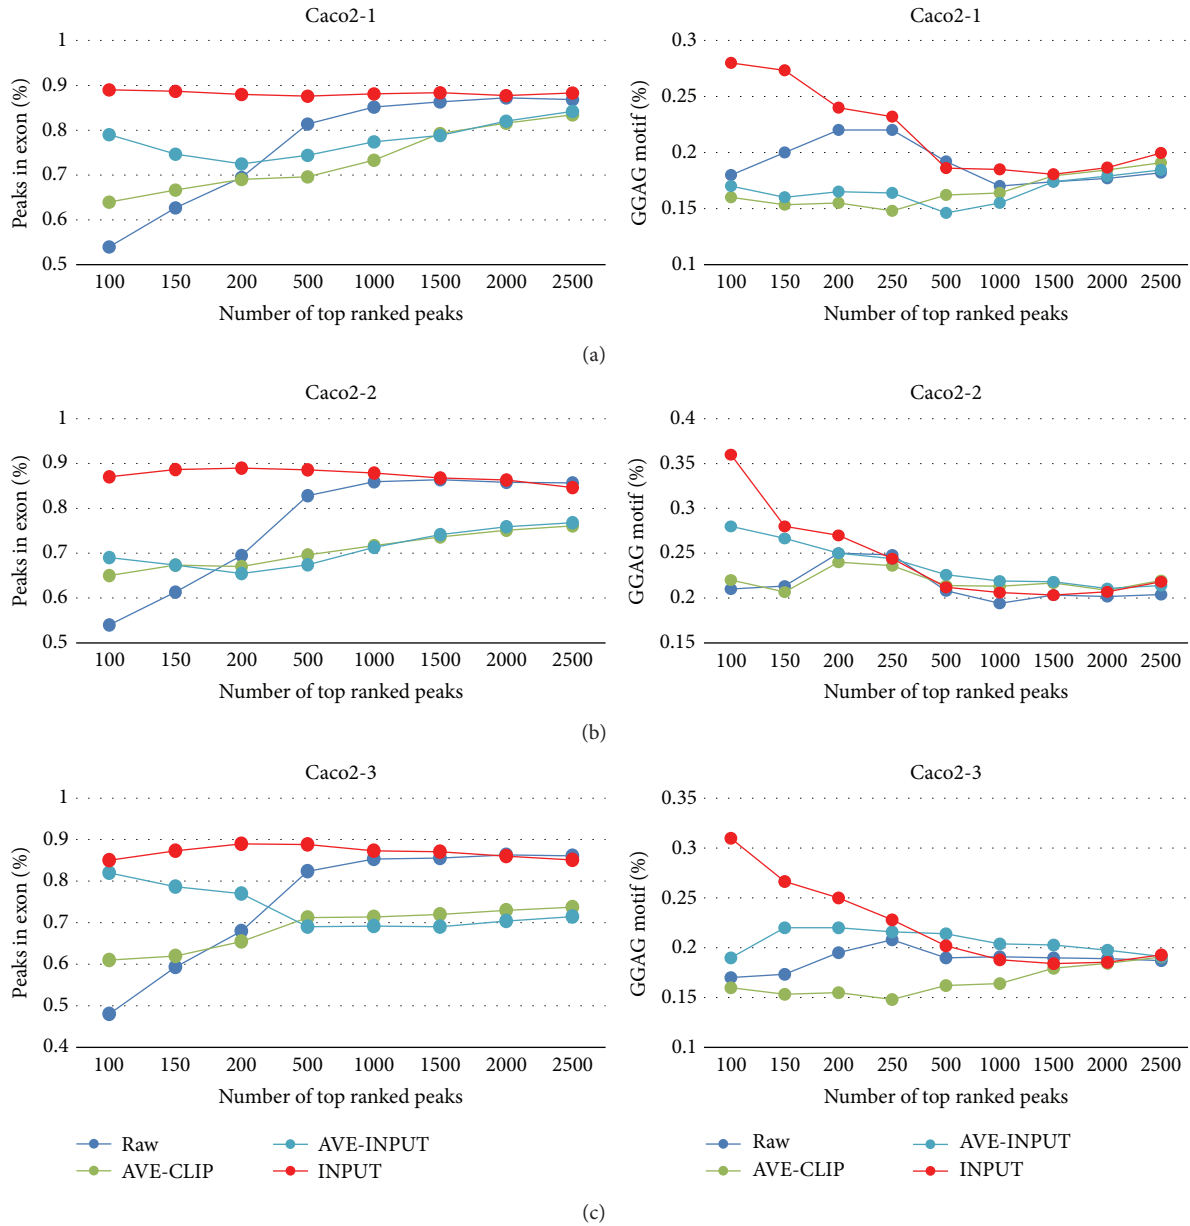 Caco2-1
Peaks in exon (%)
1
0.9
0.8
0.7
0.6
0.5
100 150 200 500 1000 1500 2000 2500
Number of top ranked peaks
Caco2-1
GGAG motif (%)
0.3
0.25
0.2
0.15
0.1
100 150 200 250 500 1000 1500 2000 2500
Number of top ranked peaks
(a)
Caco2-2
Peaks in exon (%)
1
0.9
0.8
0.7
0.6
0.5
100 150 200 500 1000 1500 2000 2500
Number of top ranked peaks
Caco2-2
GGAG motif (%)
0.4
0.35
0.3
0.25
0.2
0.15
100 150 200 250 500 1000 1500 2000 2500
Number of top ranked peaks
(b)
Caco2-3
Peaks in exon (%)
1
0.9
0.8
0.7
0.6
0.5
0.4
100 150 200 500 1000 1500 2000 2500
Number of top ranked peaks
Raw AVE-INPUT
AVE-CLIP INPUT
Caco2-3
GGAG motif (%)
0.35
0.3
0.25
0.2
0.15
0.1
100 150 200 250 500 1000 1500 2000 2500
Number of top ranked peaks
Raw AVE-INPUT
AVE-CLIP INPUT
(c)